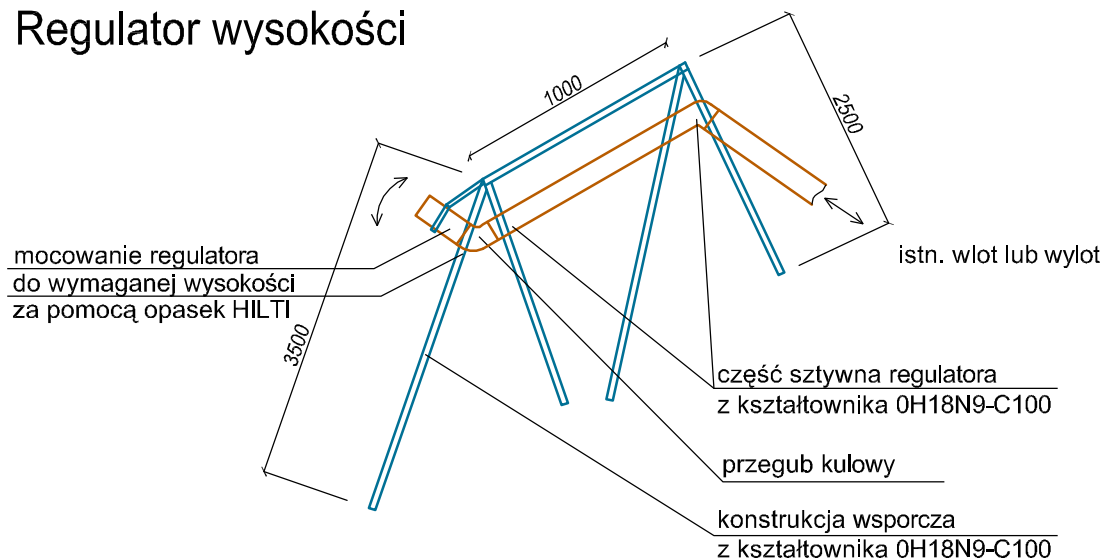 Regulator wysokości
1000
2500
3500
mocowanie regulatora
do wymaganej wysokości
za pomocą opasek HILTI
istn. wlot lub wylot
część sztywna regulatora
z kształtownika 0H18N9-C100
przegub kulowy
konstrukcja wsporcza
z kształtownika 0H18N9-C100